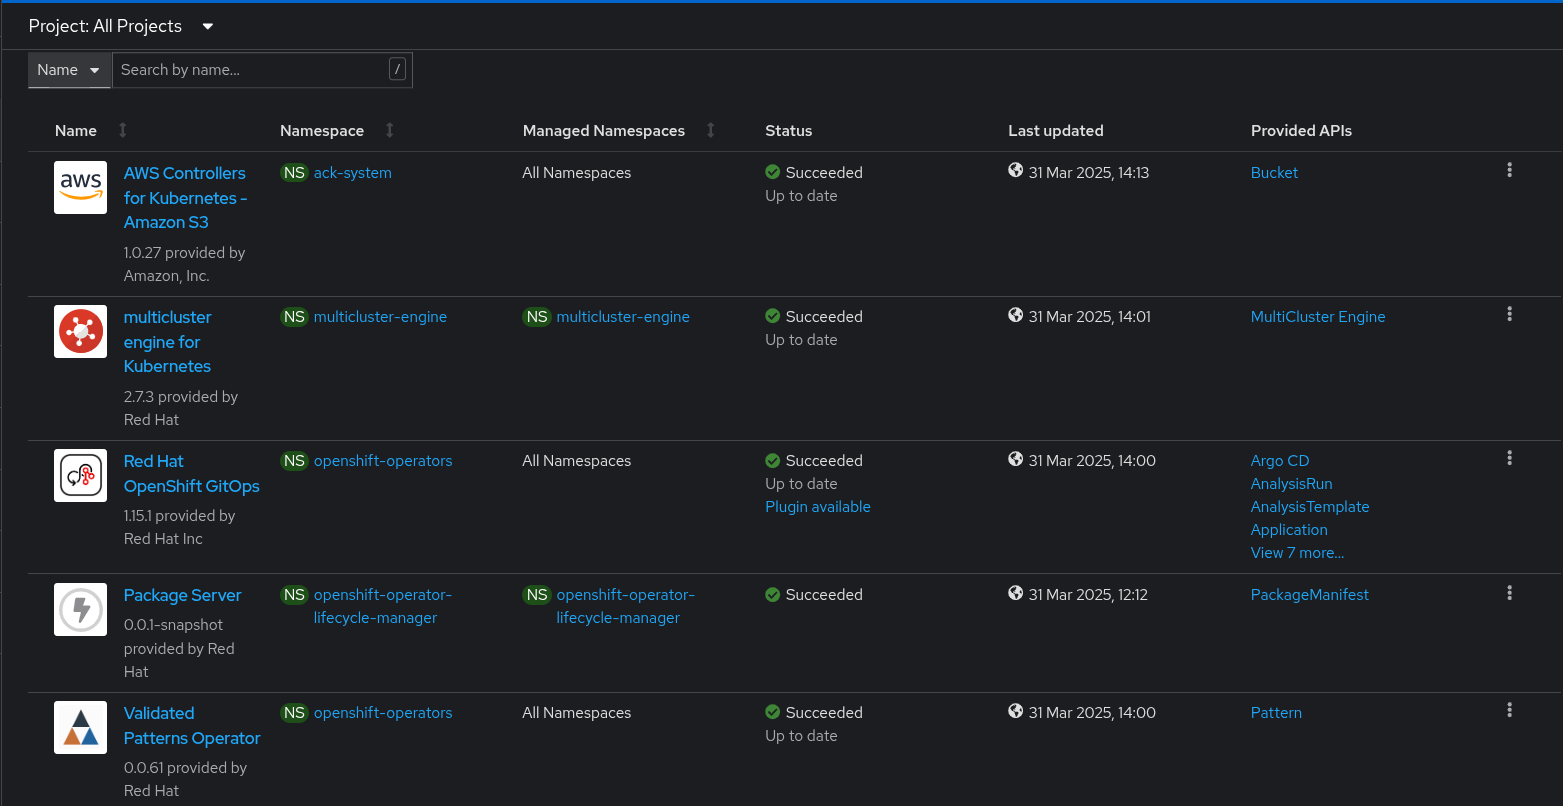 Project: All Projects
Name Search by name... /
Name Namespace Managed Namespaces Status Last updated Provided APIs
aws AWS Controllers NS ack-system All Namespaces Succeeded 31 Mar 2025, 14:13 Bucket
for Kubernetes - Up to date
Amazon S3
1.0.27 provided by
Amazon, Inc.
multicluster NS multicluster-engine NS multicluster-engine Succeeded 31 Mar 2025, 14:01 MultiCluster Engine
engine for Up to date
Kubernetes
2.7.3 provided by
Red Hat
Red Hat NS openshift-operators All Namespaces Succeeded 31 Mar 2025, 14:00 Argo CD
OpenShift GitOps Up to date AnalysisRun
1.15.1 provided by Plugin available AnalysisTemplate
Red Hat Inc Application
View 7 more...
Package Server NS openshift-operator- NS openshift-operator- Succeeded 31 Mar 2025, 12:12 PackageManifest
0.0.1-snapshot lifecycle-manager lifecycle-manager
provided by Red
Hat
Validated NS openshift-operators All Namespaces Succeeded 31 Mar 2025, 14:00 Pattern
Patterns Operator Up to date
0.0.61 provided by
Red Hat